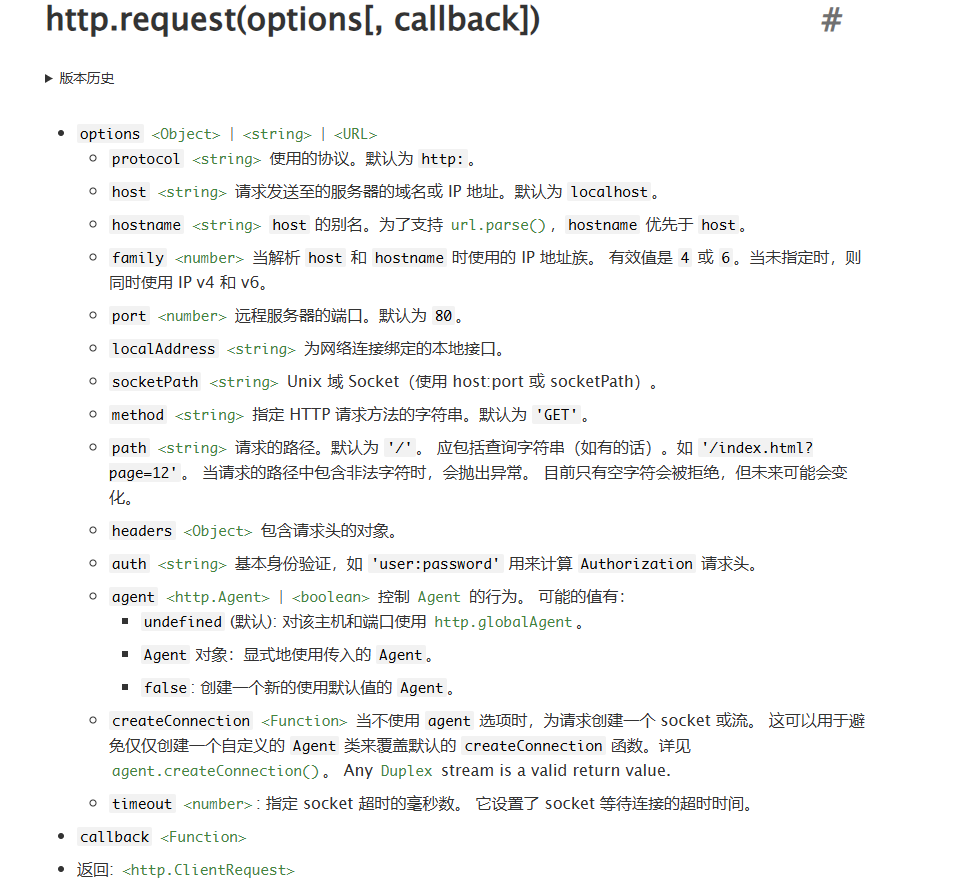 http.request(options[, callback]) #
▶ 版本历史
• options <Object> | <string> | <URL>
◦ protocol <string> 使用的协议。默认为 http:。
◦ host <string> 请求发送至的服务器的域名或 IP 地址。默认为 localhost。
◦ hostname <string> host 的别名。为了支持 url.parse()，hostname 优先于 host。
◦ family <number> 当解析 host 和 hostname 时使用的 IP 地址族。 有效值是 4 或 6。当未指定时，则
同时使用 IP v4 和 v6。
◦ port <number> 远程服务器的端口。默认为 80。
◦ localAddress <string> 为网络连接绑定的本地接口。
◦ socketPath <string> Unix 域 Socket（使用 host:port 或 socketPath）。
◦ method <string> 指定 HTTP 请求方法的字符串。默认为 'GET'。
◦ path <string> 请求的路径。默认为 '/'。 应包括查询字符串（如有的话）。如 '/index.html?
page=12'。 当请求的路径中包含非法字符时，会抛出异常。 目前只有空字符会被拒绝，但未来可能会变
化。
◦ headers <Object> 包含请求头的对象。
◦ auth <string> 基本身份验证，如 'user:password' 用来计算 Authorization 请求头。
◦ agent <http.Agent> | <boolean> 控制 Agent 的行为。 可能的值有：
▪ undefined (默认): 对该主机和端口使用 http.globalAgent。
▪ Agent 对象：显式地使用传入的 Agent。
▪ false: 创建一个新的使用默认值的 Agent。
◦ createConnection <Function> 当不使用 agent 选项时，为请求创建一个 socket 或流。 这可以用于避
免仅仅创建一个自定义的 Agent 类来覆盖默认的 createConnection 函数。详见
agent.createConnection()。 Any Duplex stream is a valid return value.
◦ timeout <number>: 指定 socket 超时的毫秒数。 它设置了 socket 等待连接的超时时间。
• callback <Function>
• 返回: <http.ClientRequest>